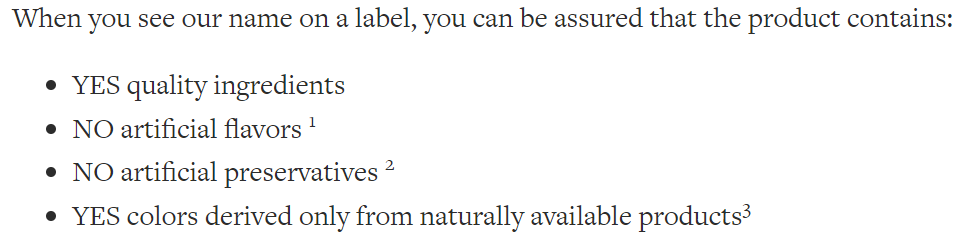 When you see our name on a label, you can be assured that the product contains:
• YES quality ingredients
• NO artificial flavors ¹
• NO artificial preservatives ²
• YES colors derived only from naturally available products³